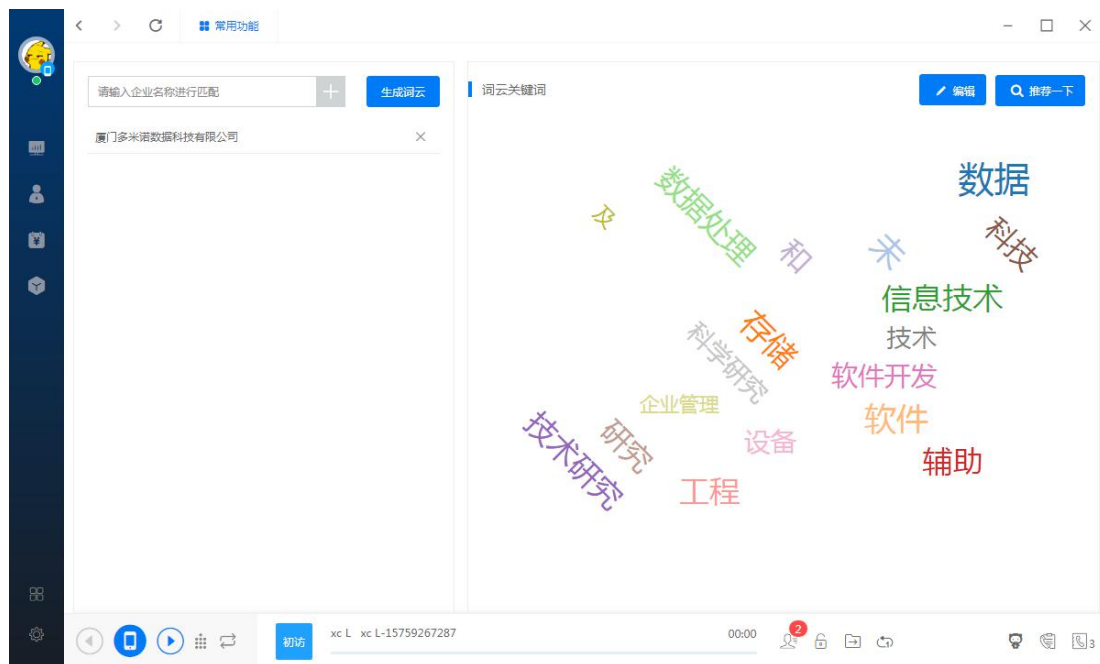 常用功能
请输入企业名称进行匹配
生成词云
厦门多米诺数据科技有限公司
词云关键词
编辑
推荐一下
数据
数据处理
及
和
未
科技
信息技术
存储
技术
科学研究
软件开发
企业管理
软件
技术研究
研究
设备
辅助
工程
初访
xc L xc L-15759267287
00:00
2
3